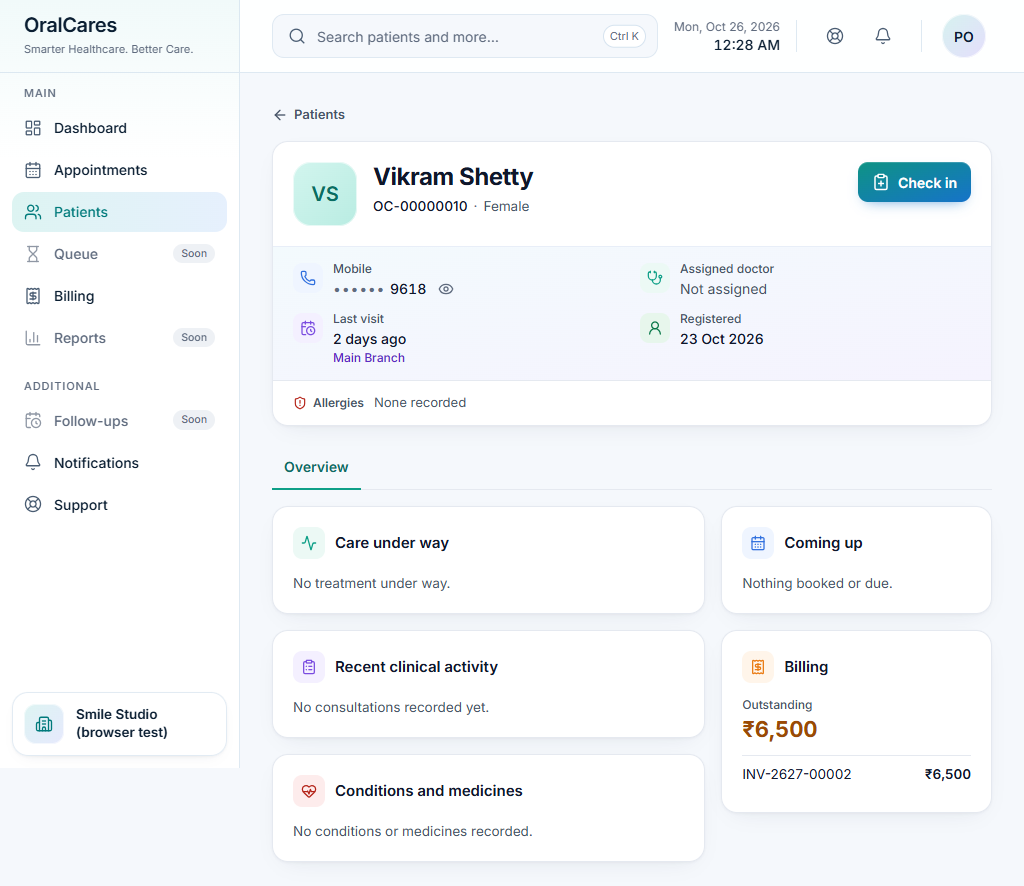 OralCares
Smarter Healthcare. Better Care.
Search patients and more...
Ctrl K
Mon, Oct 26, 2026
12:28 AM
PO
MAIN
Dashboard
Appointments
Patients
Queue Soon
Billing
Reports Soon
ADDITIONAL
Follow-ups Soon
Notifications
Support
Smile Studio
(browser test)
Patients
VS
Vikram Shetty
OC-00000010 · Female
Check in
Mobile
•••••• 9618
Assigned doctor
Not assigned
Last visit
2 days ago
Main Branch
Registered
23 Oct 2026
Allergies None recorded
Overview
Care under way
No treatment under way.
Coming up
Nothing booked or due.
Recent clinical activity
No consultations recorded yet.
Billing
Outstanding
₹6,500
INV-2627-00002 ₹6,500
Conditions and medicines
No conditions or medicines recorded.